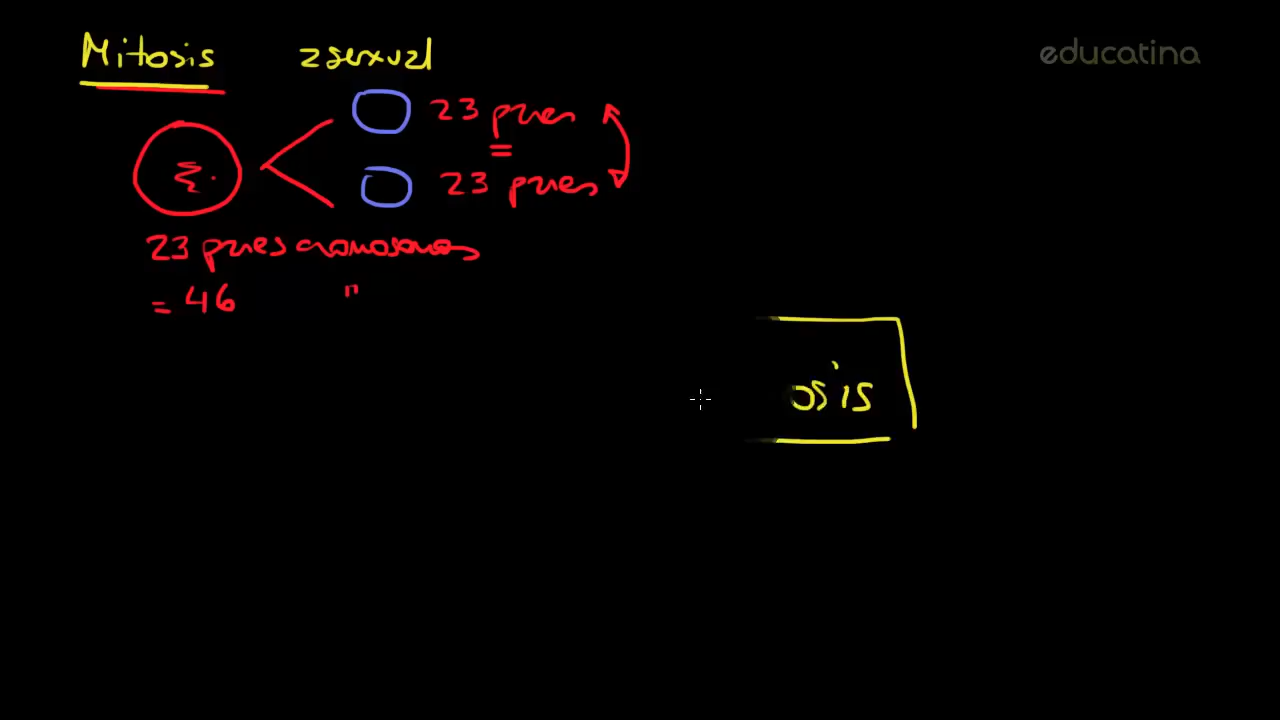 Mitosis asexual
educatina
23 pares
=
23 pares
23 pares cromosomas
= 46 "
osis